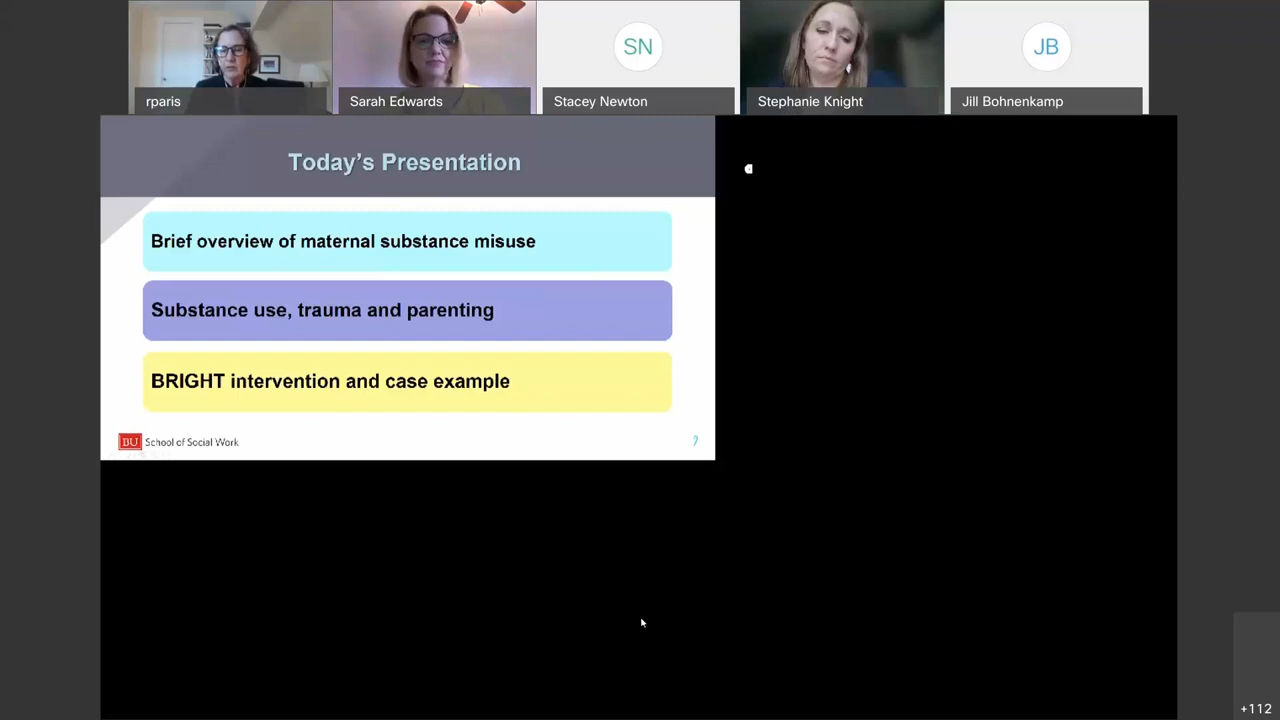 SN
JB
rparis
Sarah Edwards
Stacey Newton
Stephanie Knight
Jill Bohnenkamp
Today's Presentation
Brief overview of maternal substance misuse
Substance use, trauma and parenting
BRIGHT intervention and case example
BU School of Social Work
+112